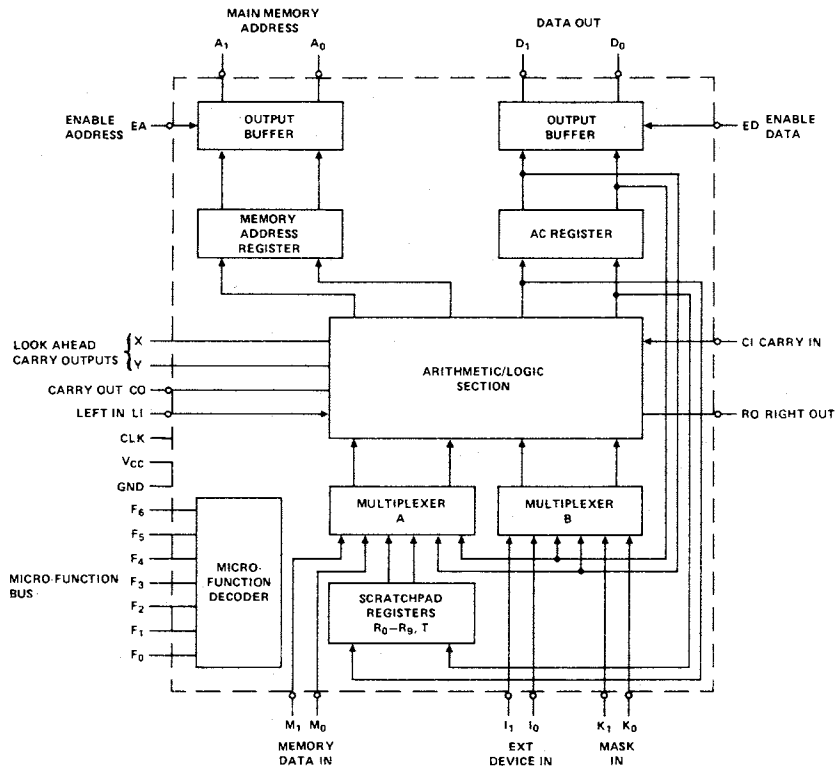 MAIN MEMORY
ADDRESS
A1 A0
DATA OUT
D1 D0
ENABLE
AODRESS EA
OUTPUT
BUFFER
OUTPUT
BUFFER
ED ENABLE
DATA
MEMORY
ADDRESS
REGISTER
AC REGISTER
LOOK AHEAD
CARRY OUTPUTS
X
Y
ARITHMETIC/LOGIC
SECTION
CI CARRY IN
CARRY OUT CO
LEFT IN LI
RO RIGHT OUT
CLK
VCC
GND
MULTIPLEXER
A
MULTIPLEXER
B
F6
F5
F4
F3
F2
F1
F0
MICRO-FUNCTION
BUS
MICRO-
FUNCTION
DECODER
SCRATCHPAD
REGISTERS
R0–R9, T
M1 M0
MEMORY
DATA IN
I1 I0
EXT
DEVICE IN
K1 K0
MASK
IN